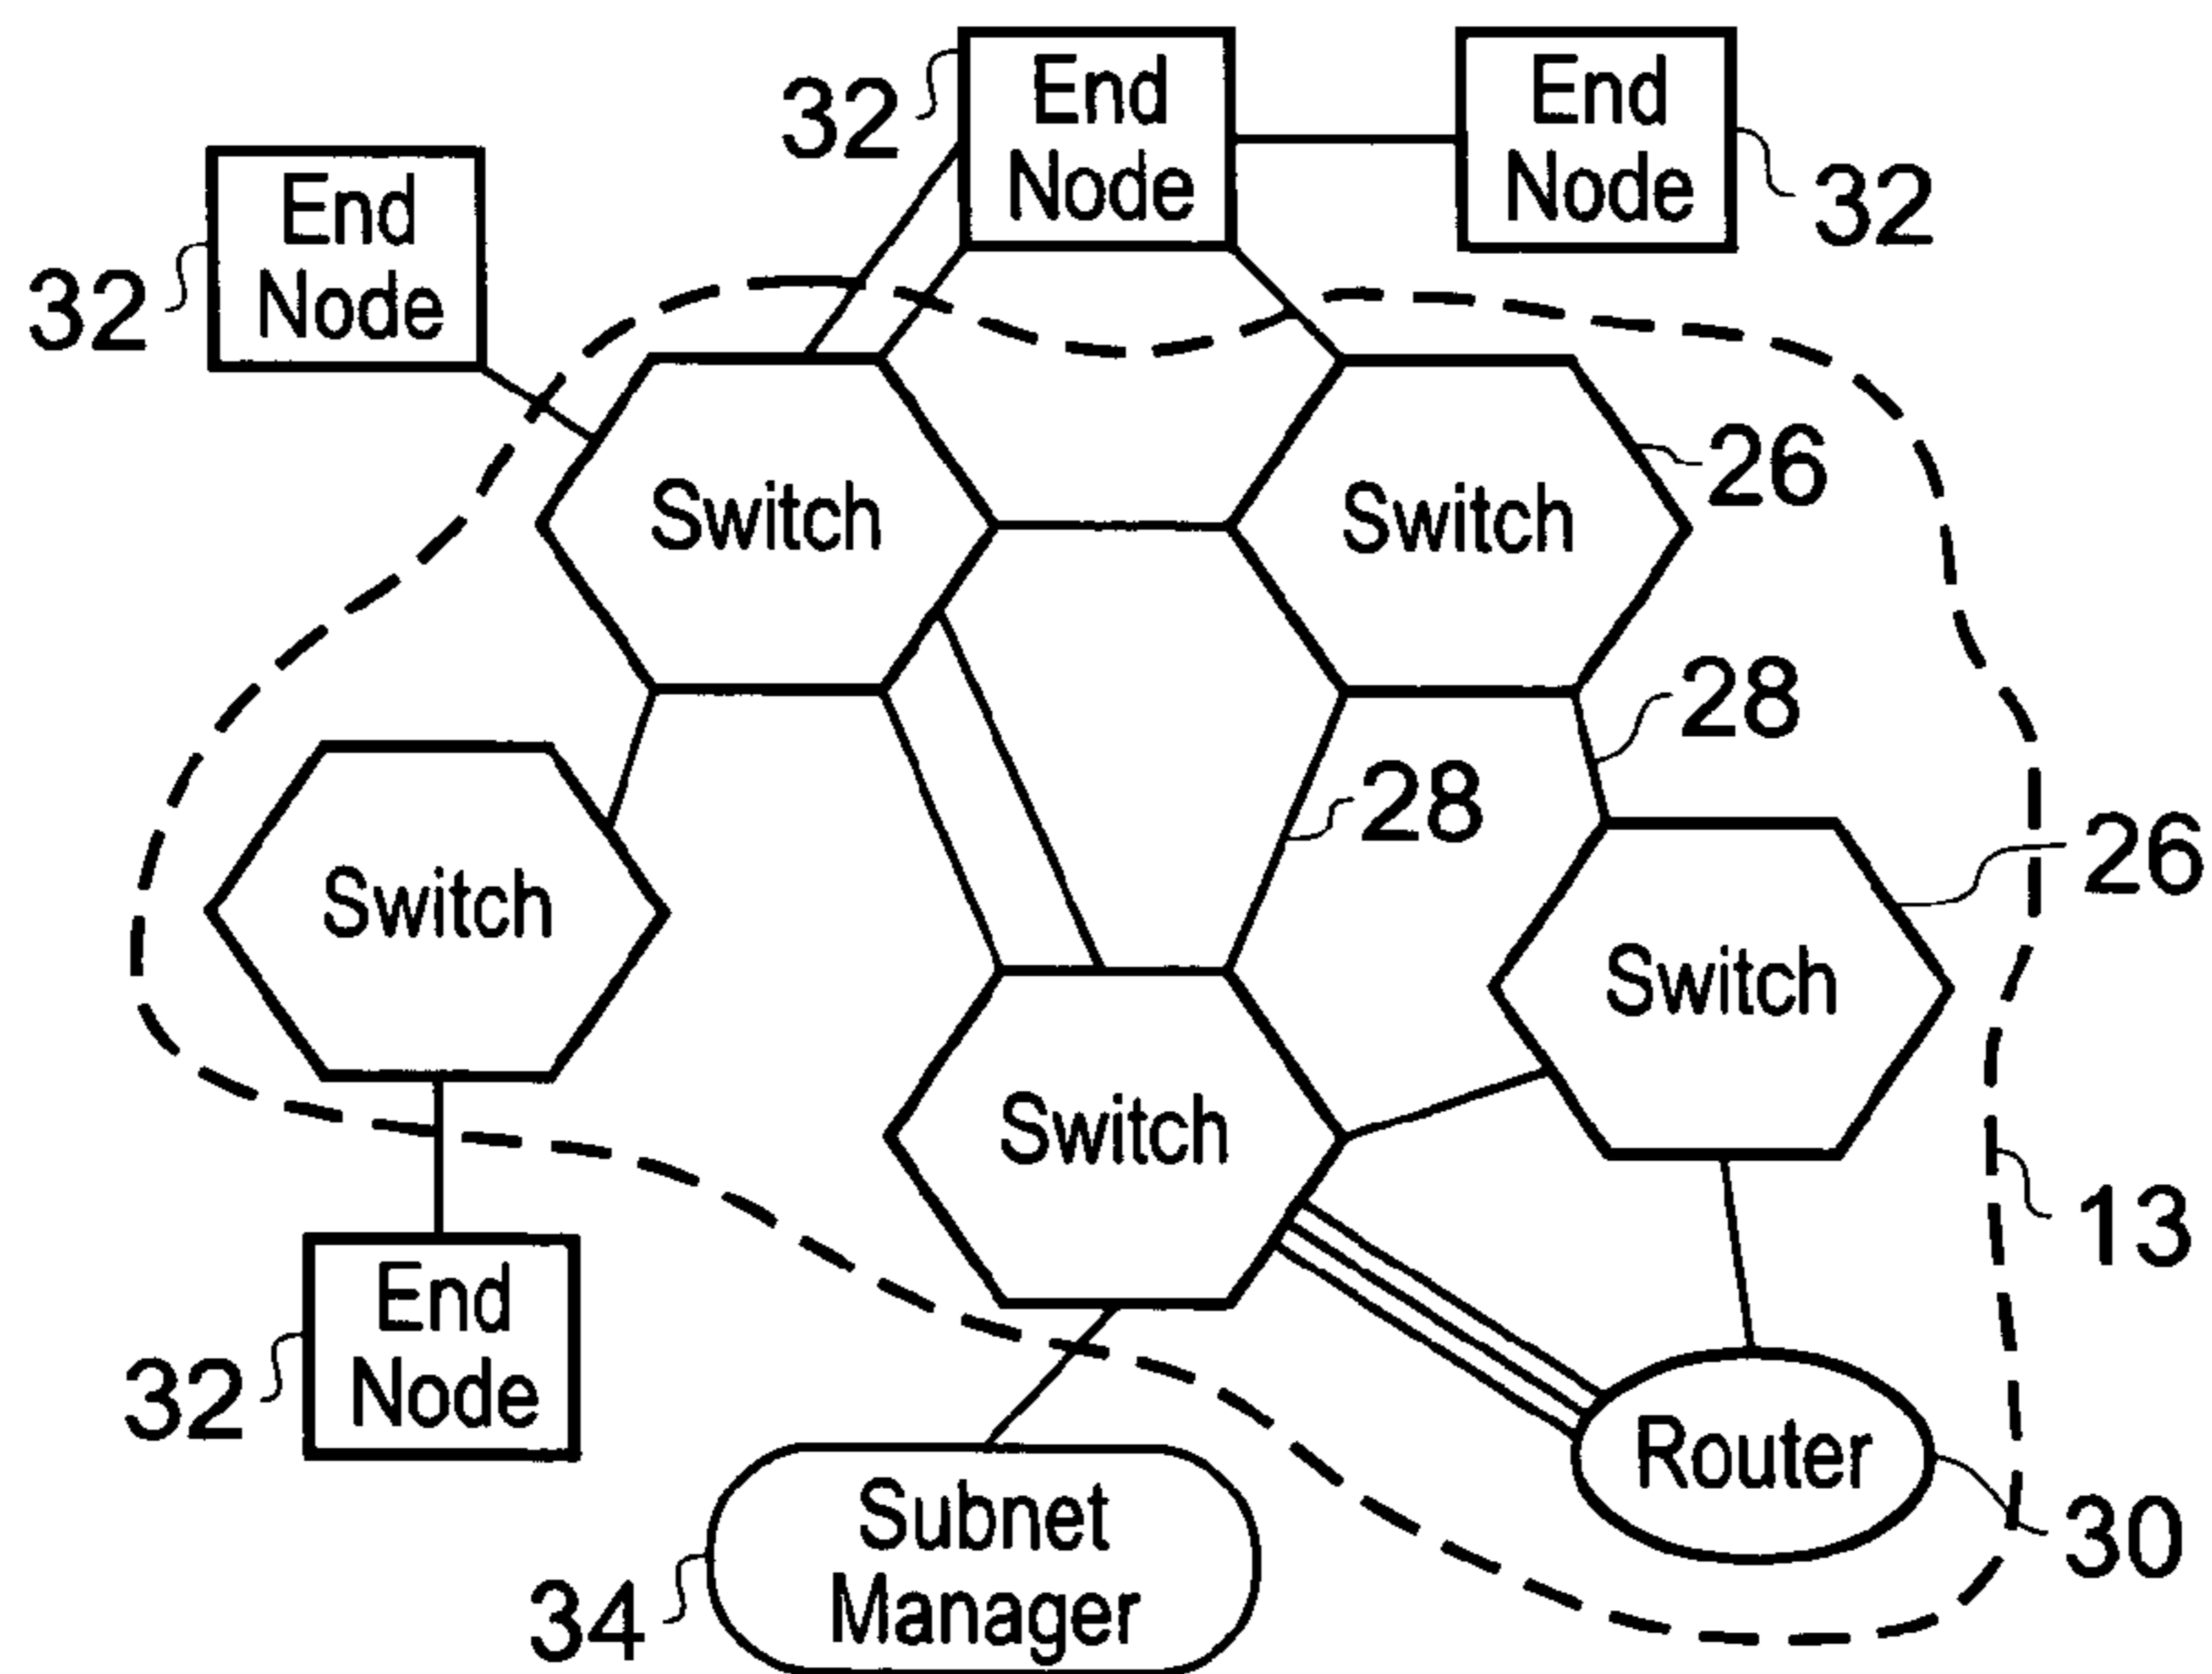 End
Node
32
End
Node
32
End
Node
32
Switch
Switch
26
28
28
Switch
26
Switch
Switch
13
End
Node
32
Router
30
Subnet
Manager
34